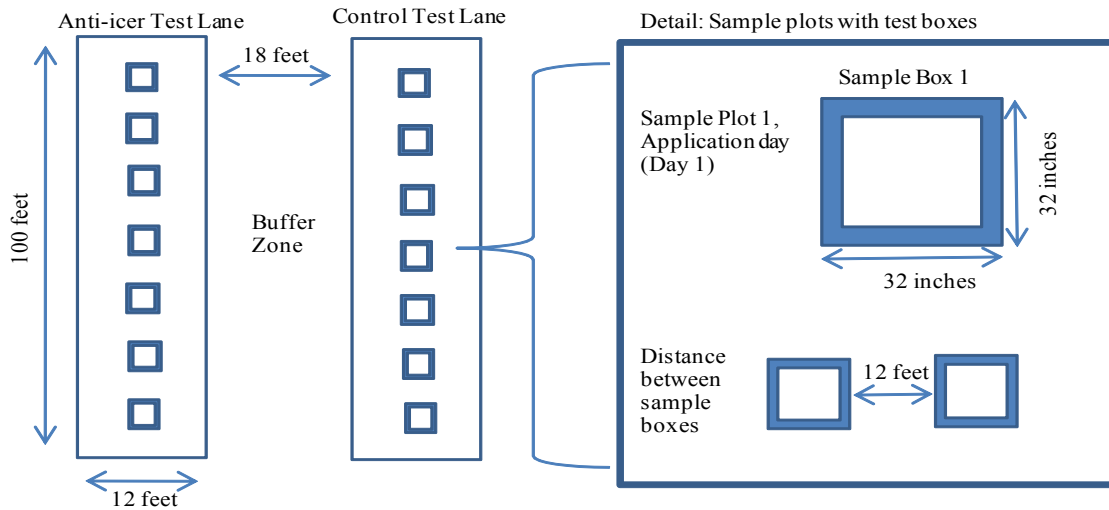 Anti-icer Test Lane
Control Test Lane
Detail: Sample plots with test boxes
18 feet
100 feet
Buffer
Zone
12 feet
Sample Box 1
Sample Plot 1,
Application day
(Day 1)
32 inches
32 inches
Distance
between
sample
boxes
12 feet